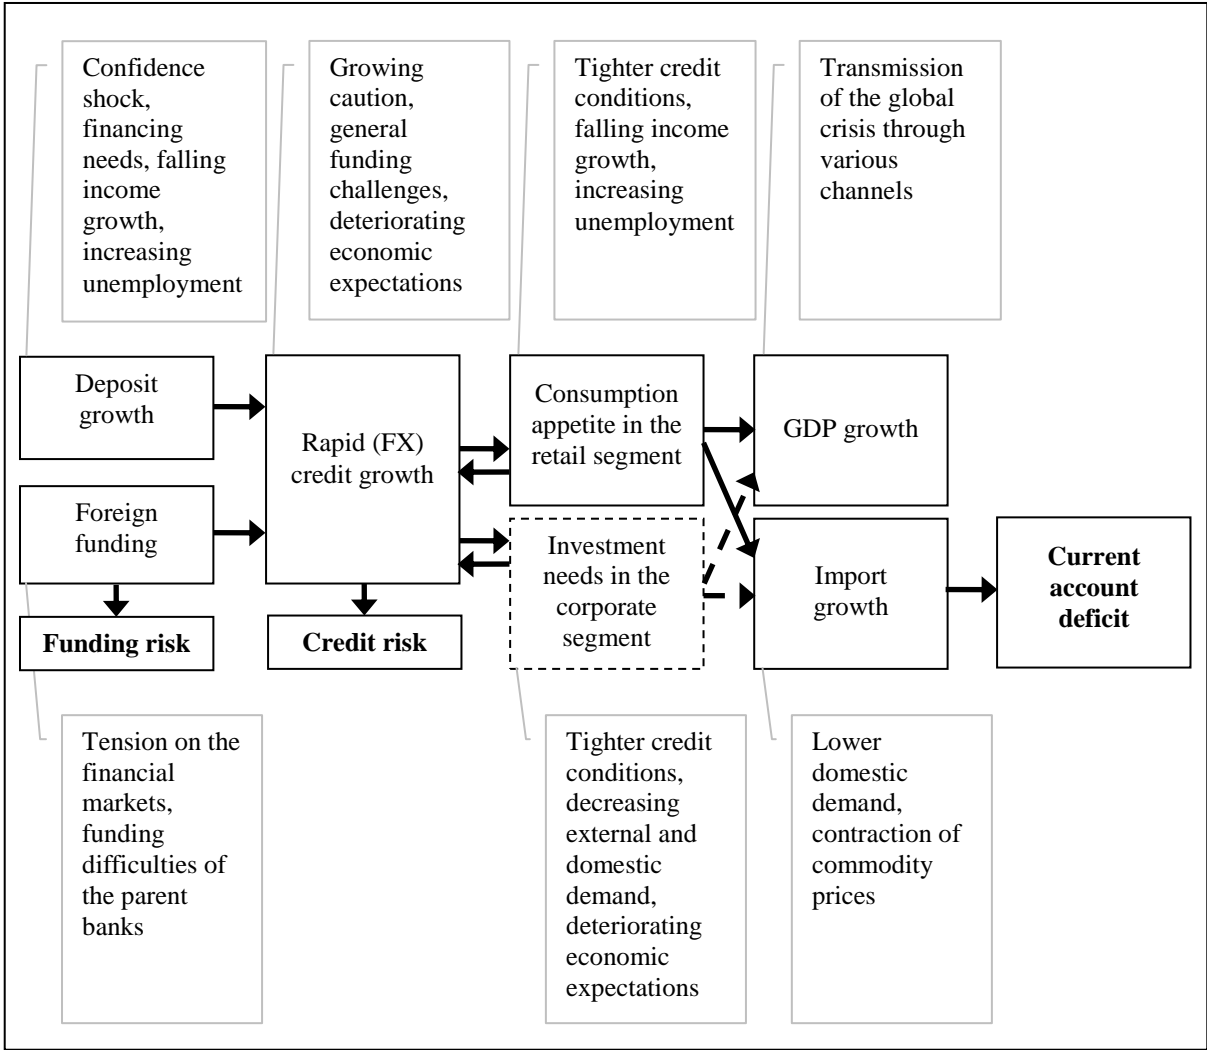 Confidence
shock,
financing
needs, falling
income
growth,
increasing
unemployment
Growing
caution,
general
funding
challenges,
deteriorating
economic
expectations
Tighter credit
conditions,
falling income
growth,
increasing
unemployment
Transmission
of the global
crisis through
various
channels
Deposit
growth
Foreign
funding
Funding risk
Rapid (FX)
credit growth
Credit risk
Consumption
appetite in the
retail segment
Investment
needs in the
corporate
segment
GDP growth
Import
growth
Current
account
deficit
Tension on the
financial
markets,
funding
difficulties of
the parent
banks
Tighter credit
conditions,
decreasing
external and
domestic
demand,
deteriorating
economic
expectations
Lower
domestic
demand,
contraction of
commodity
prices